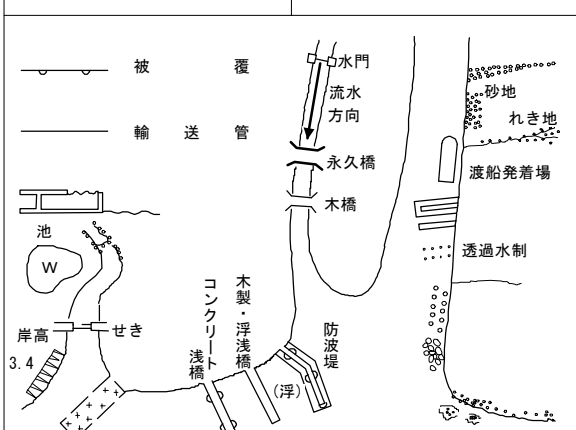 被覆
輸送管
水門
流水
方向
永久橋
木橋
砂地
れき地
渡船発着場
透過水制
池
W
岸高
3.4
せき
コンクリート
浅橋
木製・浮浅橋
防波堤
(浮)